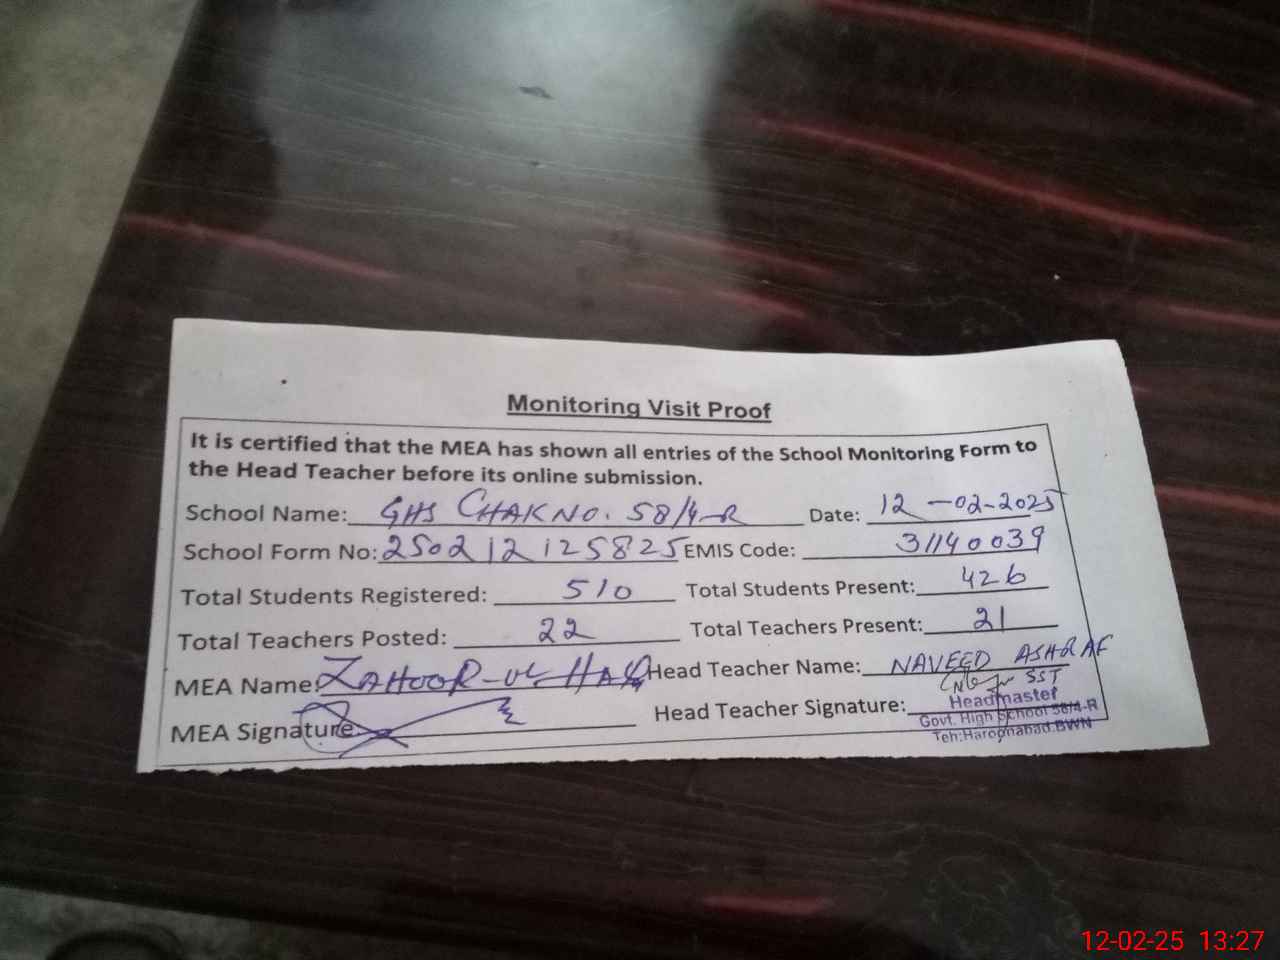 Monitoring Visit Proof
It is certified that the MEA has shown all entries of the School Monitoring Form to
the Head Teacher before its online submission.
School Name: GHS CHAK NO. 58/4-R Date: 12-02-2025
School Form No: 2502121125825 EMIS Code: 31140039
Total Students Registered: 510 Total Students Present: 426
Total Teachers Posted: 22 Total Teachers Present: 21
MEA Name: ZAHOOR-UL-HAQ Head Teacher Name: NAVEED ASHRAF
SST
MEA Signature: Head Teacher Signature:
Headmaster
Govt. High School 58/4-R
Teh:Haroonabad.BWN
12-02-25 13:27